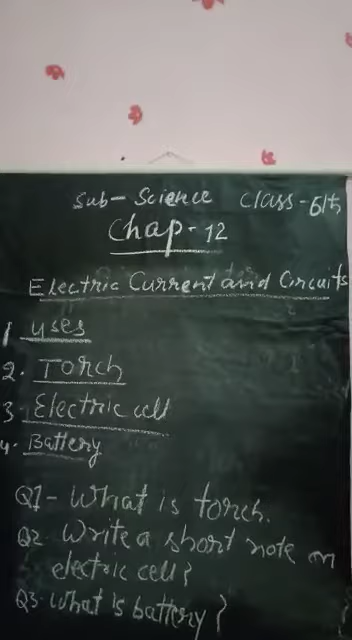 Sub- Science Class-6th
Chap-12
Electric Current and Circuits
1 uses
2. Torch
3 Electric cell
4. Battery
Q1- What is torch.
Q2 Write a short note on
electric cell?
Q3. What is battery?